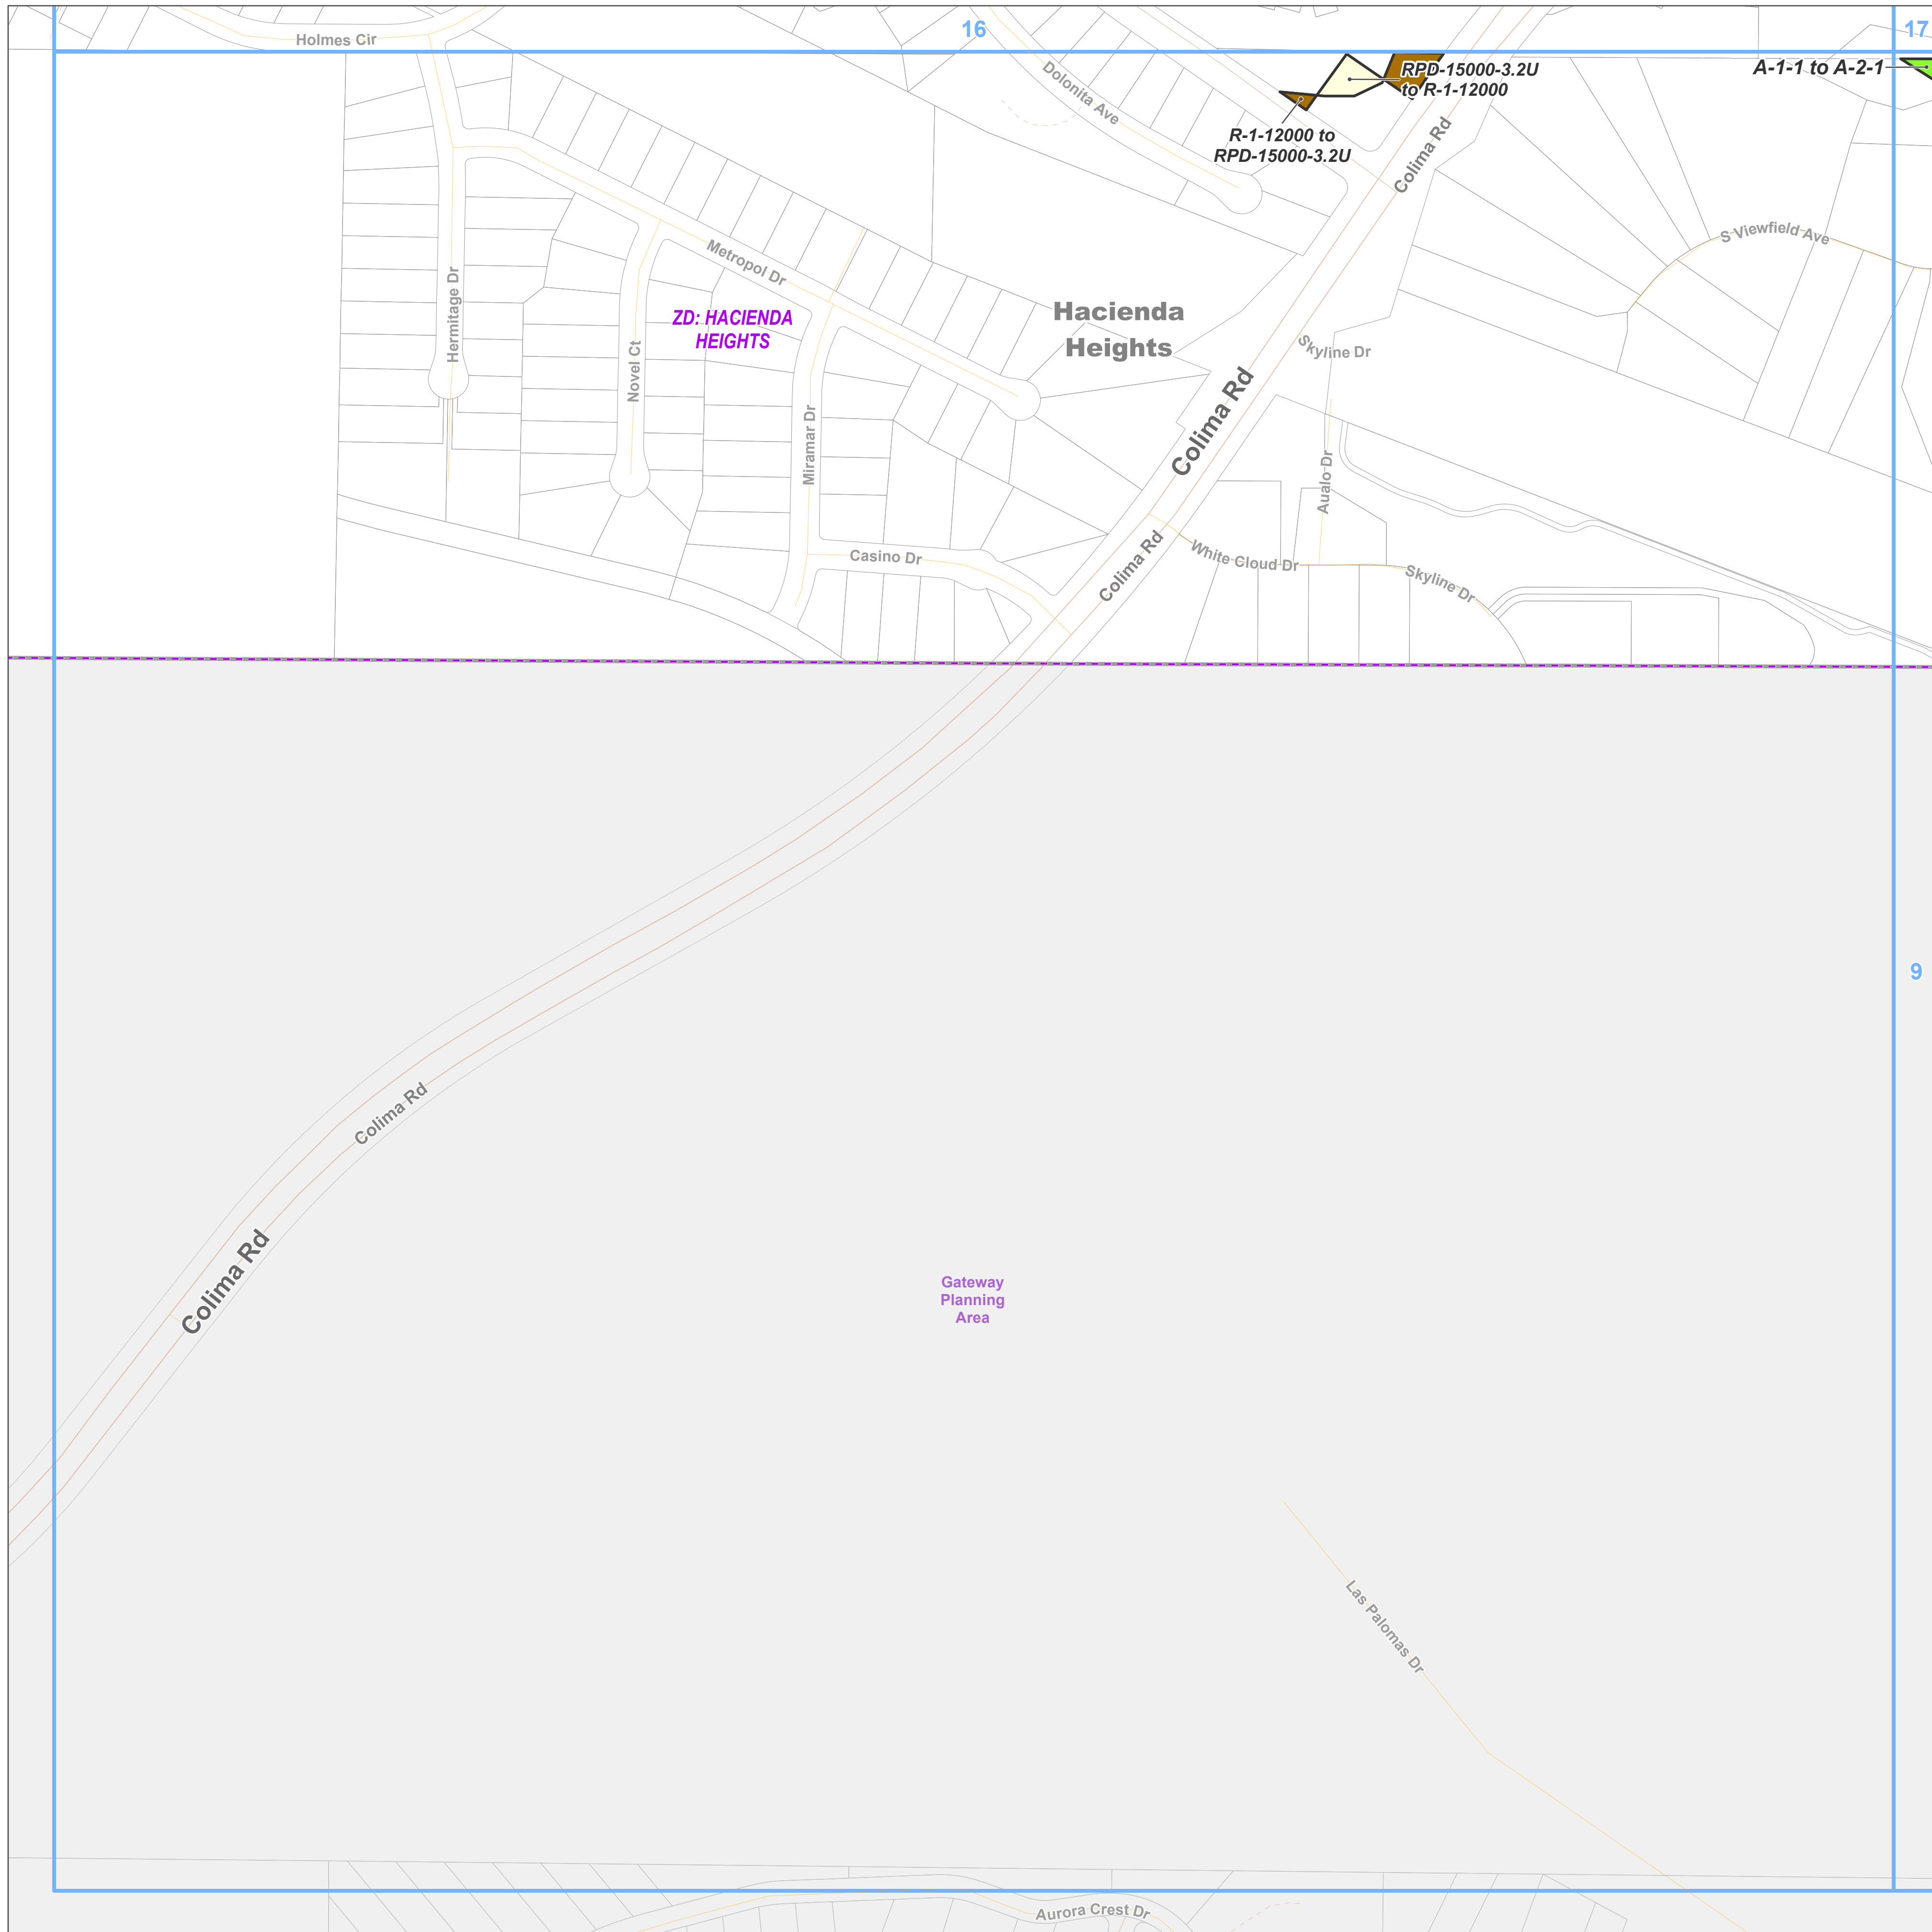 16
17
Holmes Cir
Dolonita Ave
RPD-15000-3.2U
to R-1-12000
A-1-1 to A-2-1
R-1-12000 to
RPD-15000-3.2U
Colima Rd
S Viewfield Ave
Metropol Dr
Hermitage Dr
ZD: HACIENDA
HEIGHTS
Hacienda
Heights
Novel Ct
Skyline Dr
Colima Rd
Miramar Dr
Aualo Dr
Casino Dr
Colima Rd
White Cloud Dr
Skyline Dr
9
Colima Rd
Colima Rd
Gateway
Planning
Area
Las Palomas Dr
Aurora Crest Dr